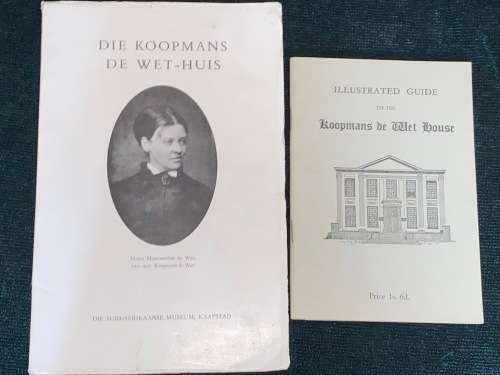 DIE KOOPMANS
DE WET-HUIS
DIE SUID-AFRIKAANSE MUSEUM, KAAPSTAD
ILLUSTRATED GUIDE
TO THE
Koopmans de Wet House
Price 1s. 6d.